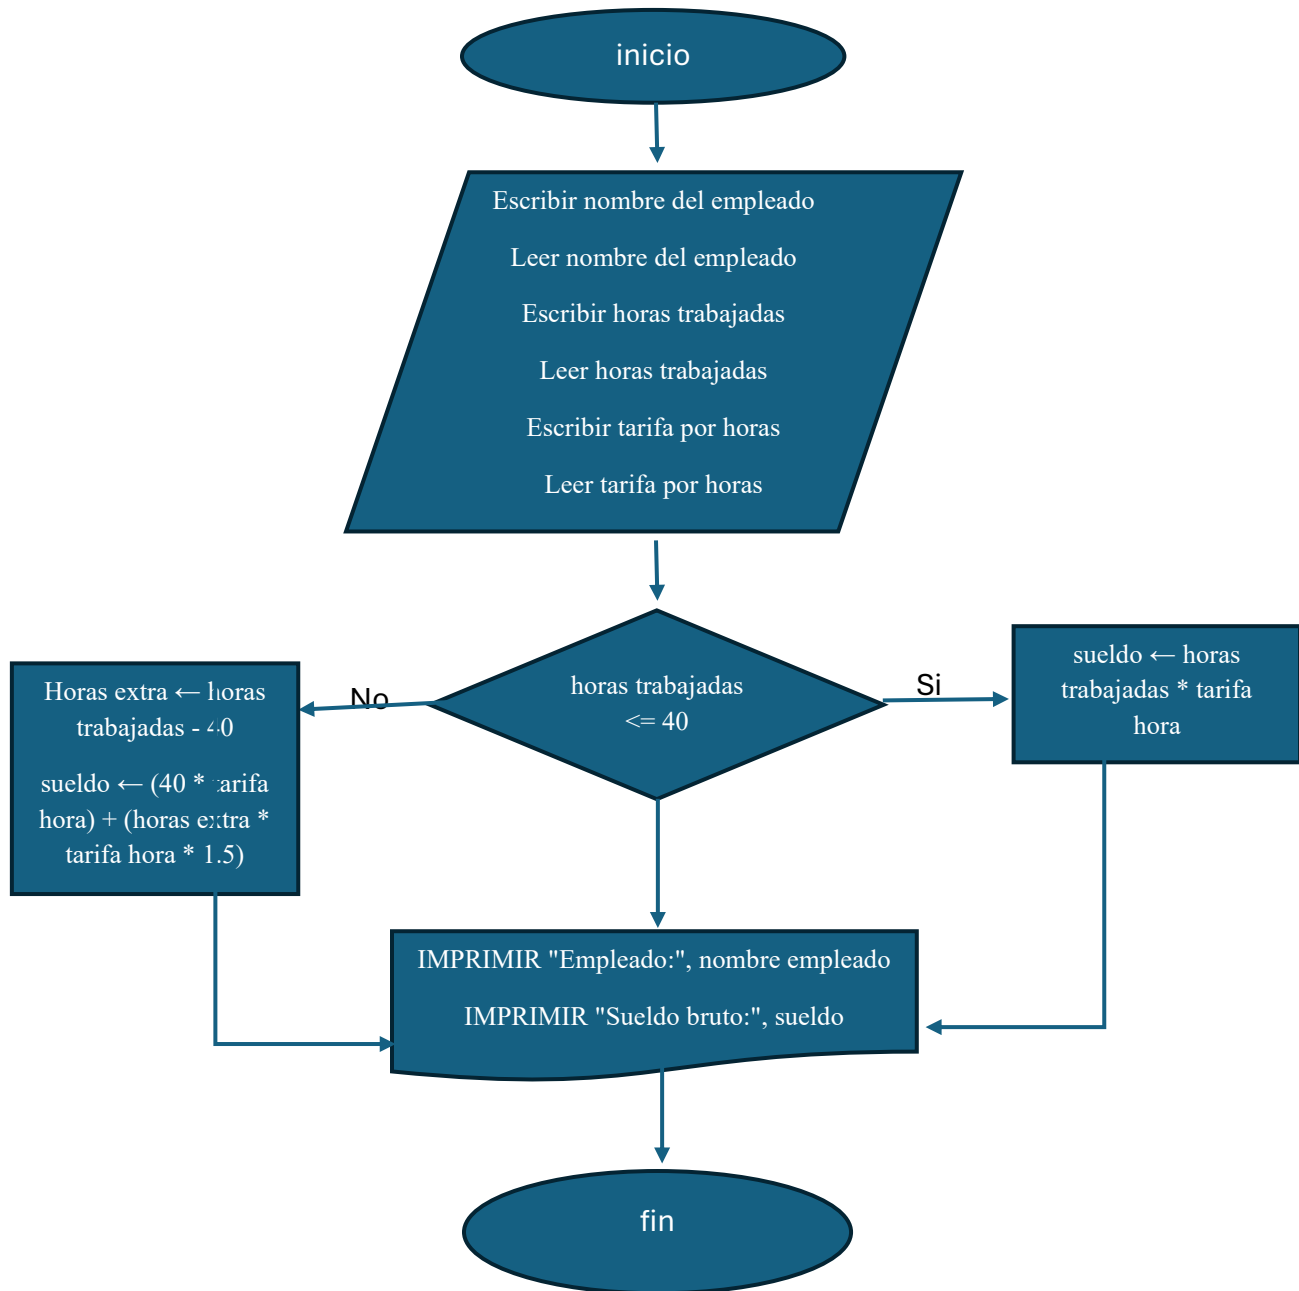 inicio
Escribir nombre del empleado
Leer nombre del empleado
Escribir horas trabajadas
Leer horas trabajadas
Escribir tarifa por horas
Leer tarifa por horas
horas trabajadas
<= 40
No
Si
Horas extra ← horas
trabajadas - 40
sueldo ← (40 * tarifa
hora) + (horas extra *
tarifa hora * 1.5)
sueldo ← horas
trabajadas * tarifa
hora
IMPRIMIR "Empleado:", nombre empleado
IMPRIMIR "Sueldo bruto:", sueldo
fin